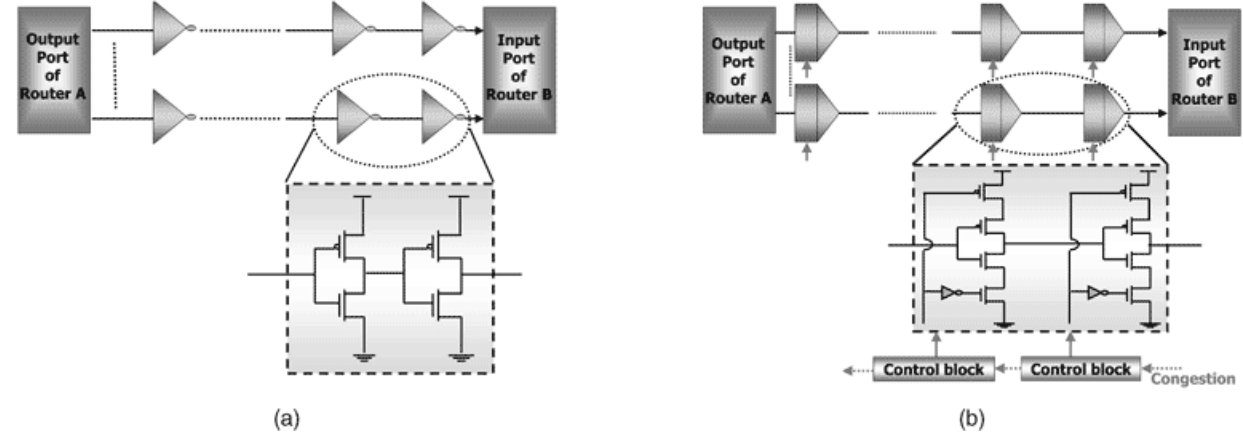 Output
Port
of
Router A
Input
Port
of
Router B
(a)
Output
Port
of
Router A
Input
Port
of
Router B
Control block
Control block
Congestion
(b)